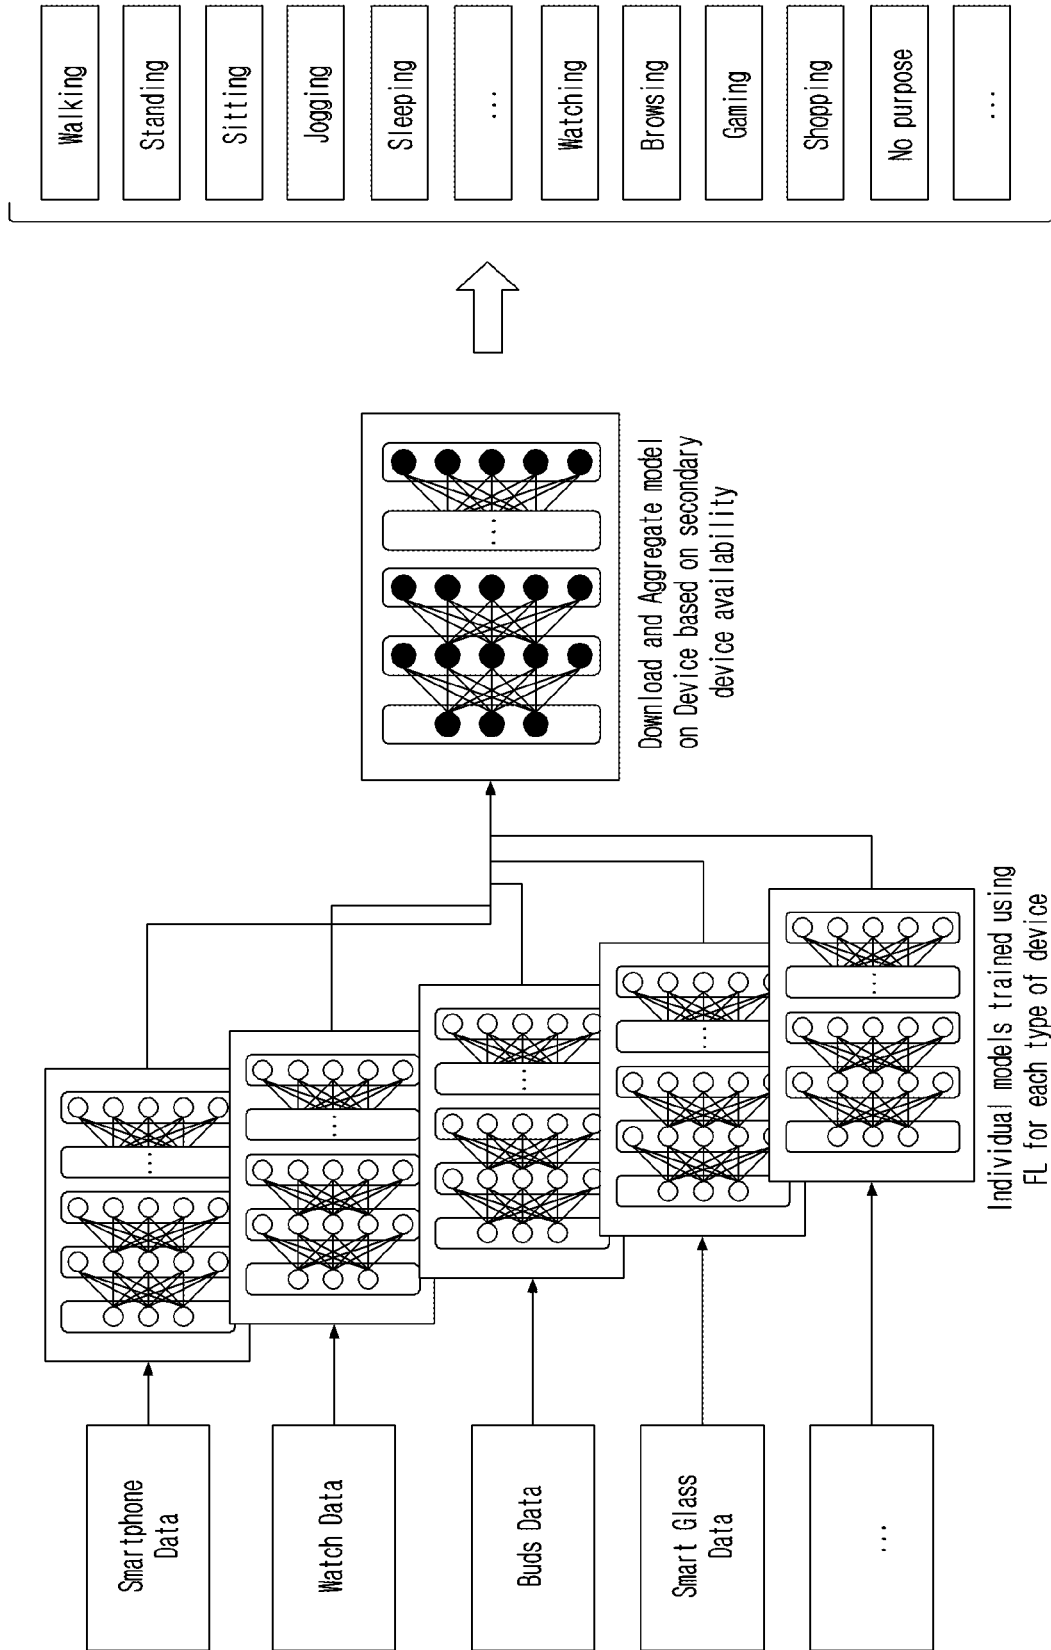 Smartphone
Data
Watch Data
Buds Data
Smart Glass
Data
...
...
...
...
...
...
Individual models trained using
FL for each type of device
...
Download and Aggregate model
on Device based on secondary
device availability
Walking
Standing
Sitting
Jogging
Sleeping
...
Watching
Browsing
Gaming
Shopping
No purpose
...